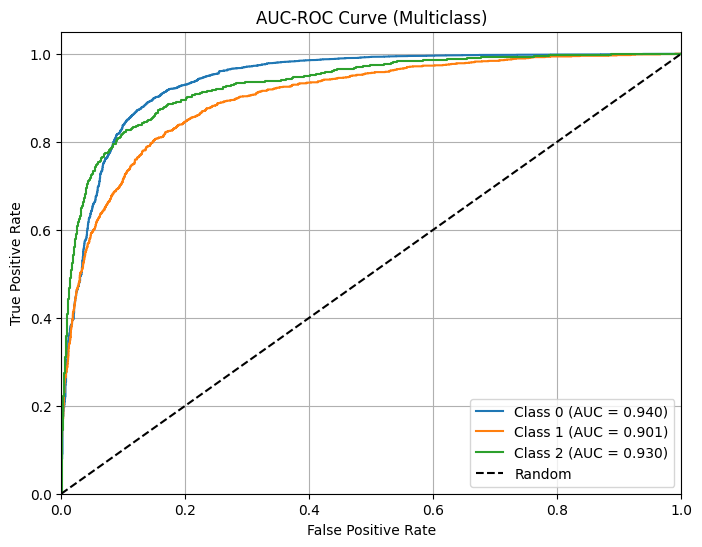 AUC-ROC Curve (Multiclass)
True Positive Rate
1.0
0.8
0.6
0.4
0.2
0.0
Class 0 (AUC = 0.940)
Class 1 (AUC = 0.901)
Class 2 (AUC = 0.930)
Random
0.0 0.2 0.4 0.6 0.8 1.0
False Positive Rate